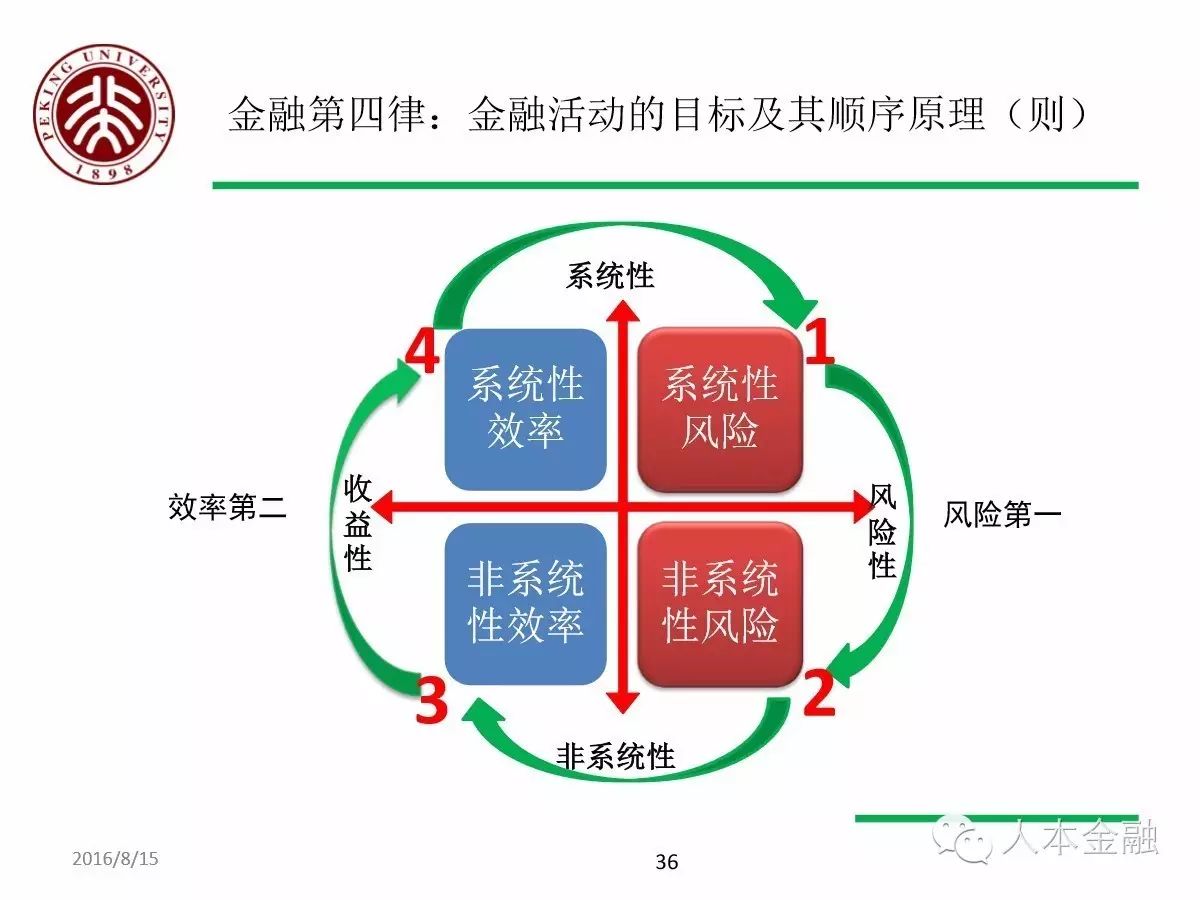 PEKING UNIVERSITY
1898
金融第四律：金融活动的目标及其顺序原理（则）
系统性
4
1
系统性
效率
系统性
风险
效率第二
收益性
风险性
风险第一
非系统
性效率
非系统
性风险
3
2
非系统性
人本金融
2016/8/15
36